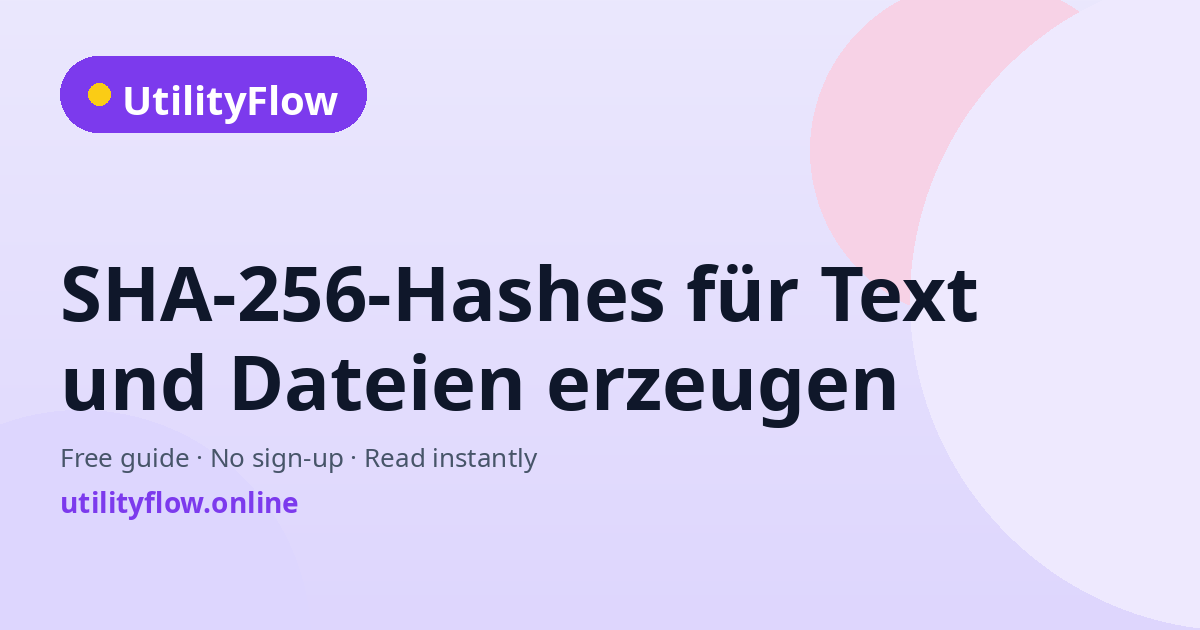 UtilityFlow
SHA-256-Hashes für Text
und Dateien erzeugen
Free guide · No sign-up · Read instantly
utilityflow.online